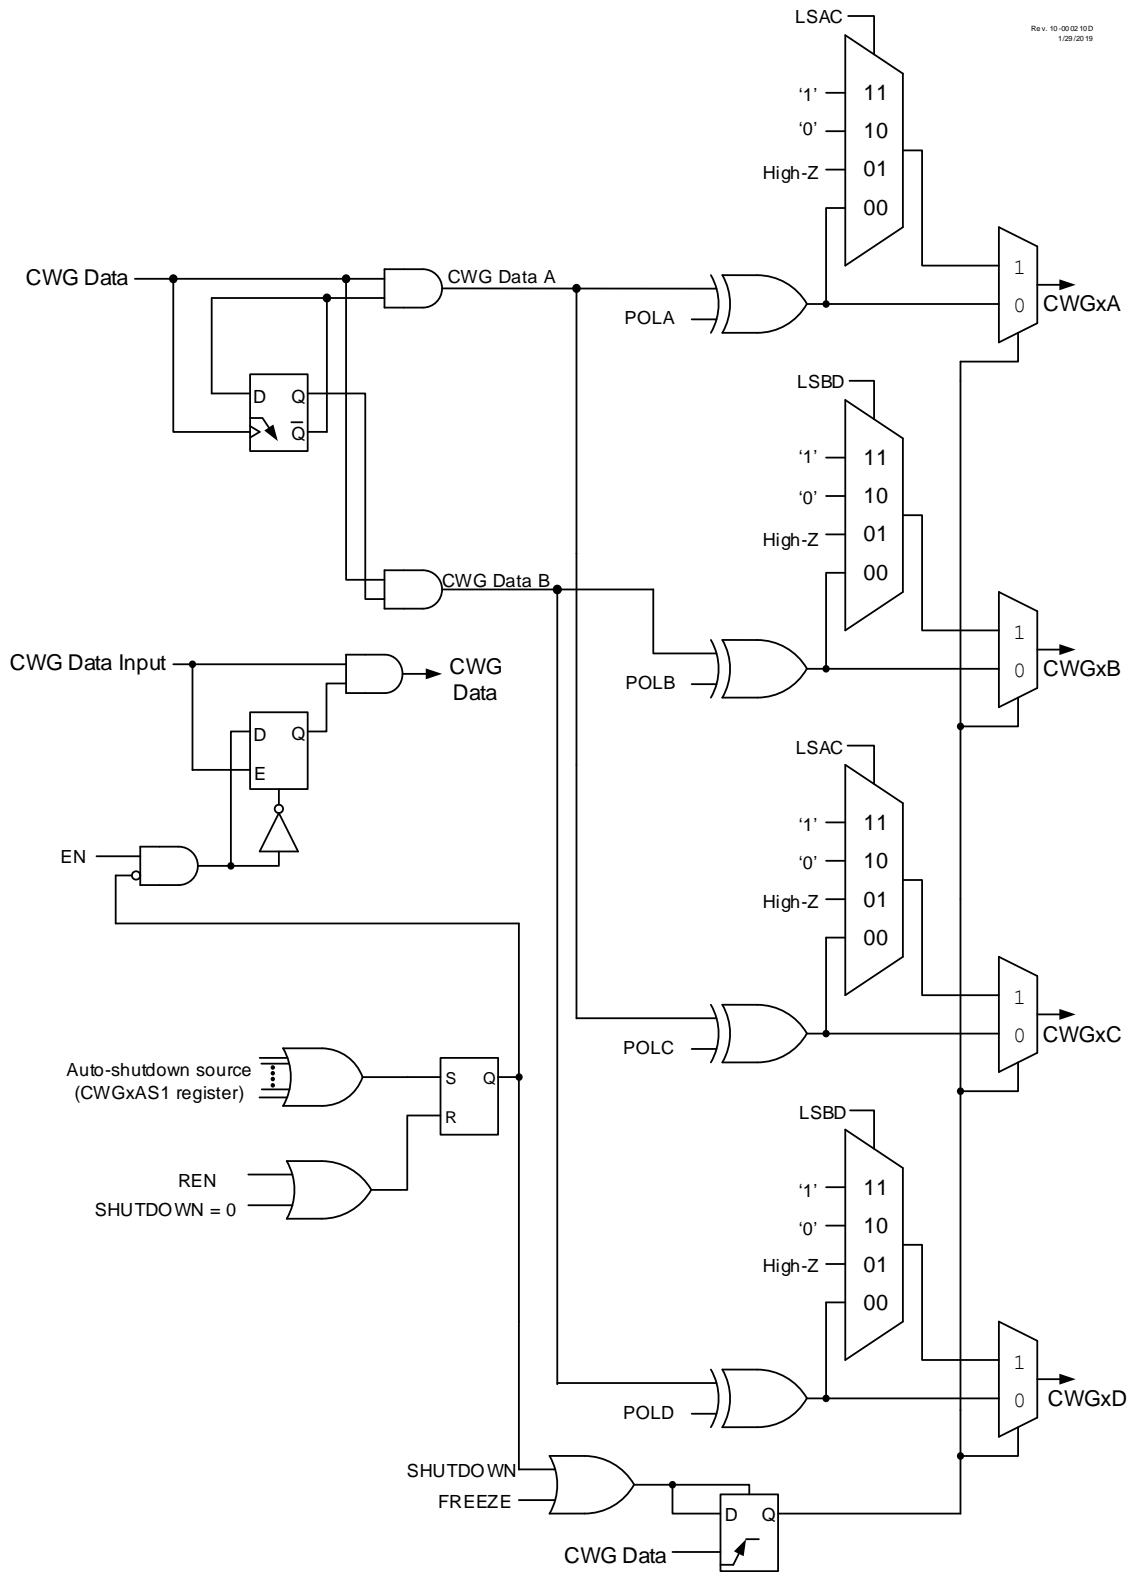 LSAC
Rev. 10-000210D
1/29/2019
‘1’
11
‘0’
10
High-Z
01
00
CWG Data
CWG Data A
POLA
1
0
CWGxA
D
Q
Q
LSBD
‘1’
11
‘0’
10
High-Z
01
00
CWG Data B
POLB
1
0
CWGxB
CWG Data Input
CWG
Data
D
Q
E
EN
LSAC
‘1’
11
‘0’
10
High-Z
01
00
POLC
1
0
CWGxC
Auto-shutdown source
(CWGxAS1 register)
S
Q
R
REN
SHUTDOWN = 0
LSBD
‘1’
11
‘0’
10
High-Z
01
00
POLD
1
0
CWGxD
SHUTDOWN
FREEZE
D
Q
CWG Data